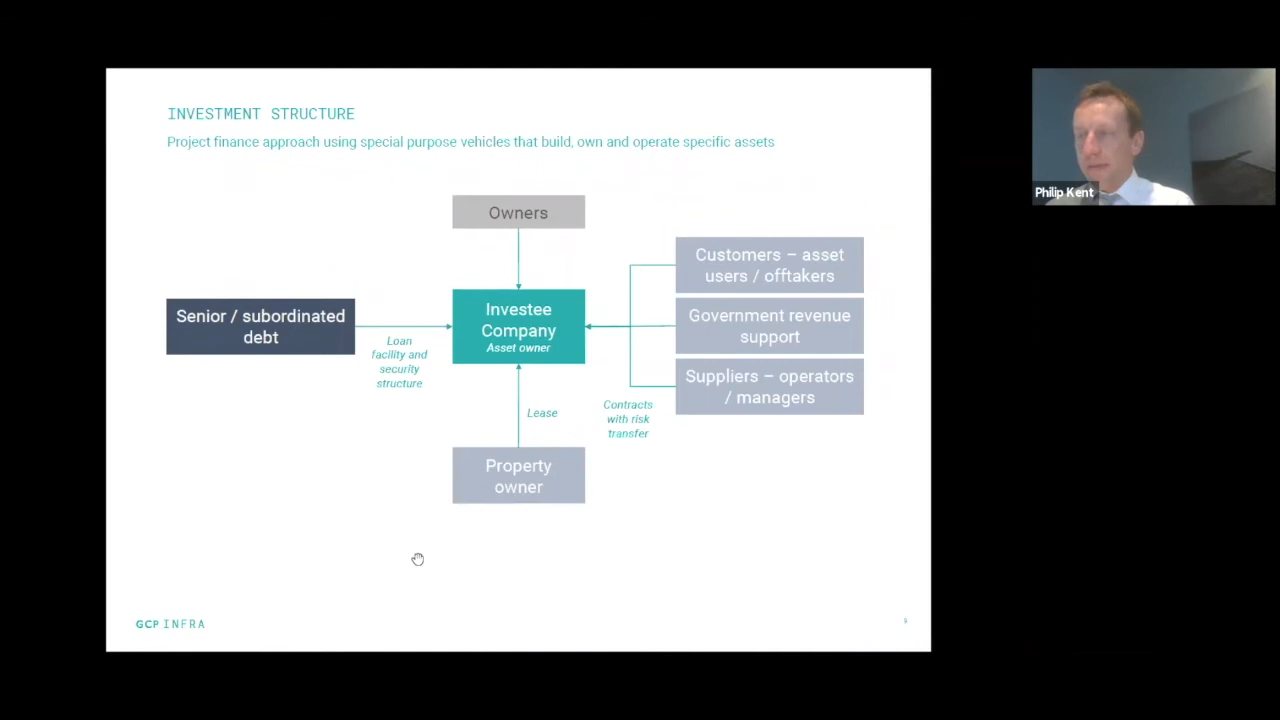 INVESTMENT STRUCTURE
Project finance approach using special purpose vehicles that build, own and operate specific assets
Owners
Customers – asset
users / offtakers
Senior / subordinated
debt
Investee
Company
Asset owner
Government revenue
support
Loan
facility and
security
structure
Suppliers – operators
/ managers
Lease
Contracts
with risk
transfer
Property
owner
GCP INFRA
Philip Kent